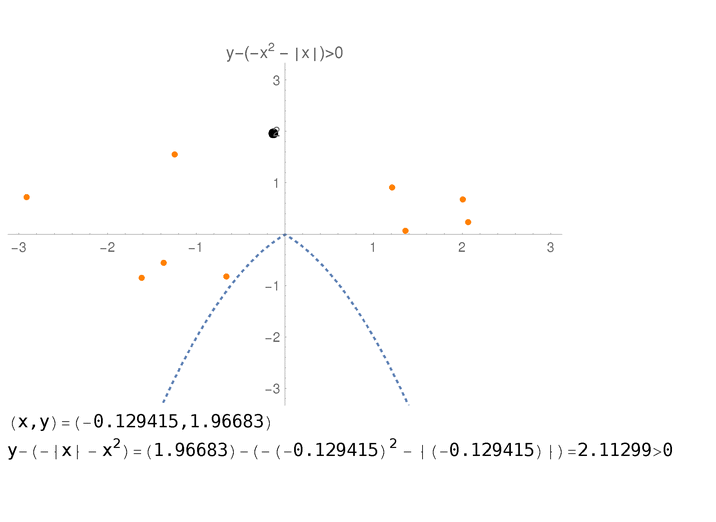 y−(−x² − |x|)>0
3
2
1
−3 −2 −1 1 2 3
−1
−2
−3
(x,y)=(−0.129415,1.96683)
y−(−|x| − x²)=(1.96683)−(−(−0.129415)² − |(−0.129415)|)=2.11299>0